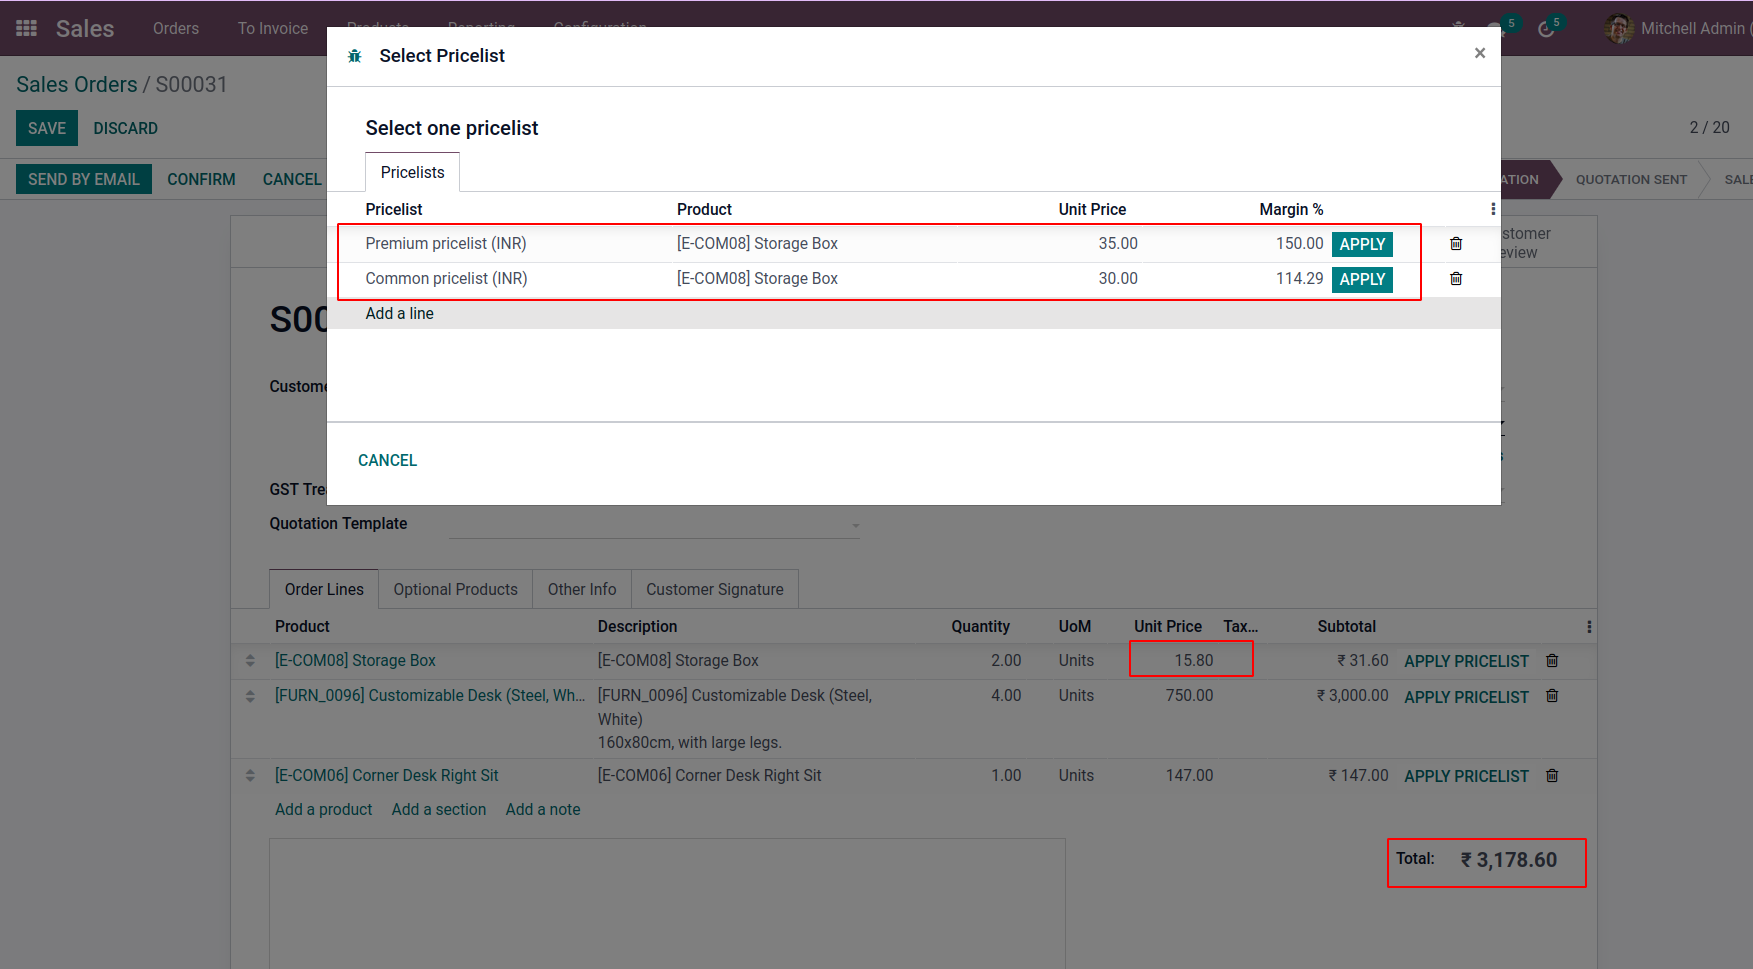 Sales Orders To Invoice Products Reporting Configuration 5 5 Mitchell Admin (
Select Pricelist ×
Sales Orders / S00031
SAVE DISCARD 2 / 20
SEND BY EMAIL CONFIRM CANCEL ATION QUOTATION SENT SALE
Select one pricelist
Pricelists
Pricelist Product Unit Price Margin %
Premium pricelist (INR) [E-COM08] Storage Box 35.00 150.00 APPLY
Common pricelist (INR) [E-COM08] Storage Box 30.00 114.29 APPLY
Add a line
CANCEL
stomer
eview
S00
Custome
GST Trea
Quotation Template
Order Lines Optional Products Other Info Customer Signature
Product Description Quantity UoM Unit Price Tax... Subtotal
[E-COM08] Storage Box [E-COM08] Storage Box 2.00 Units 15.80 ₹ 31.60 APPLY PRICELIST
[FURN_0096] Customizable Desk (Steel, Wh... [FURN_0096] Customizable Desk (Steel, 4.00 Units 750.00 ₹ 3,000.00 APPLY PRICELIST
White)
160x80cm, with large legs.
[E-COM06] Corner Desk Right Sit [E-COM06] Corner Desk Right Sit 1.00 Units 147.00 ₹ 147.00 APPLY PRICELIST
Add a product Add a section Add a note
Total: ₹ 3,178.60